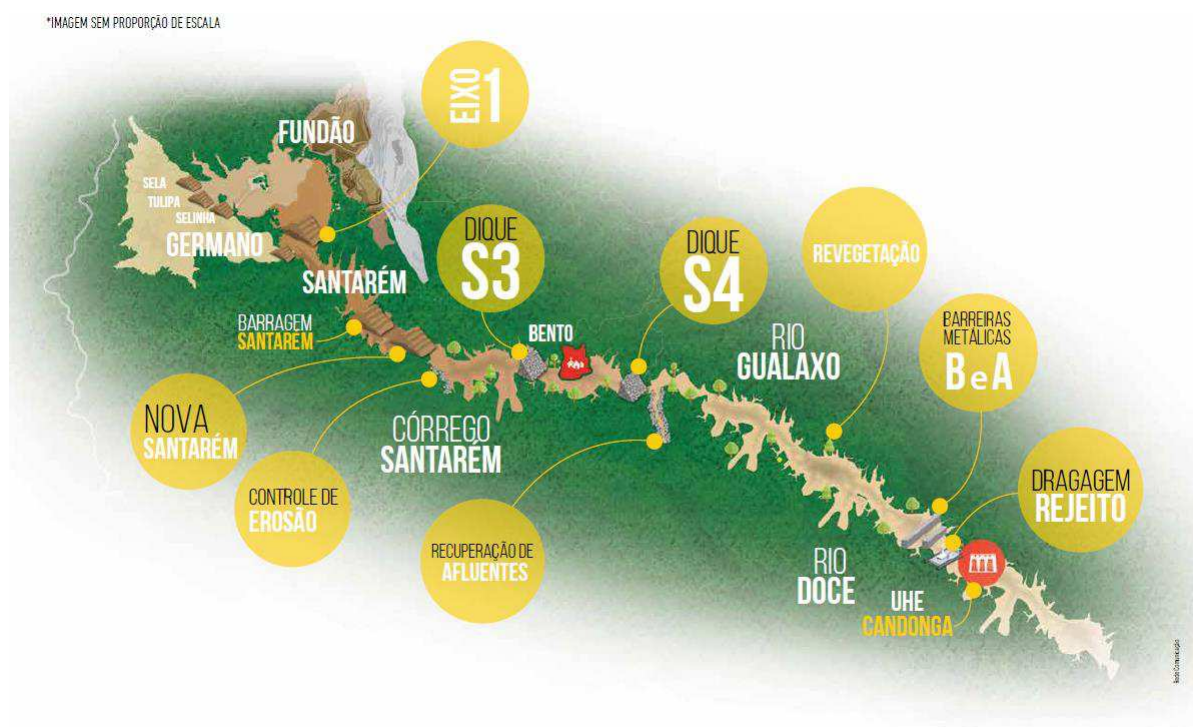 *IMAGEM SEM PROPORÇÃO DE ESCALA
EIXO 1
FUNDÃO
SELA
TULIPA
SELINHA
GERMANO
SANTARÉM
BARRAGEM
SANTARÉM
DIQUE
S3
DIQUE
S4
REVEGETAÇÃO
BENTO
RIO
GUALAXO
BARREIRAS
METÁLICAS
B e A
NOVA
SANTARÉM
CÓRREGO
SANTARÉM
CONTROLE DE
EROSÃO
RECUPERAÇÃO DE
AFLUENTES
DRAGAGEM
REJEITO
RIO
DOCE
UHE
CANDONGA
Rede Comunicação